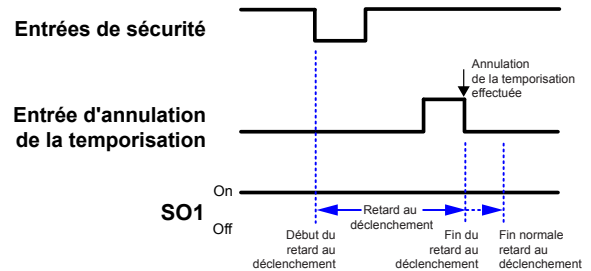 Entrées de sécurité
Annulation
de la temporisation
effectuée
Entrée d'annulation
de la temporisation
On
SO1
Off
Retard au
déclenchement
Début du
retard au
déclenchement
Fin du
retard au
déclenchement
Fin normale
retard au
déclenchement